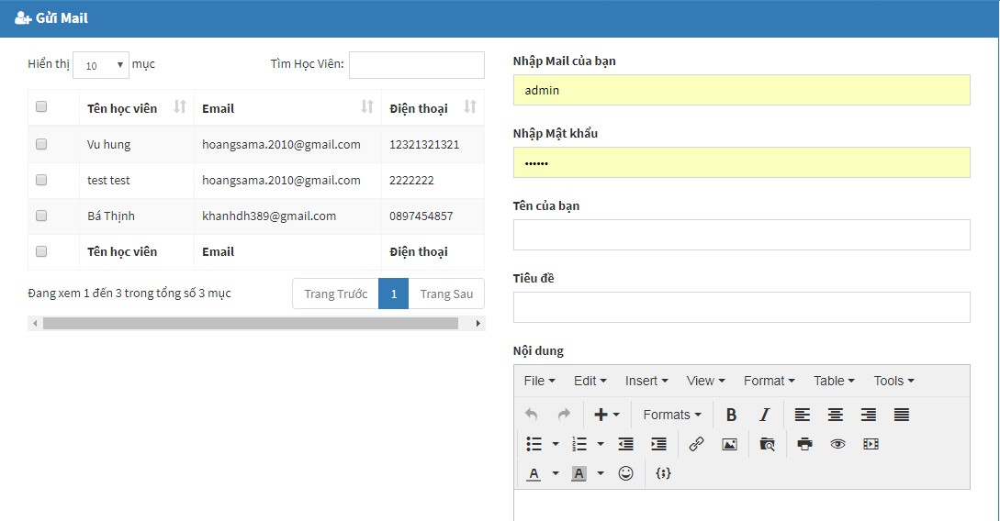 Gửi Mail
Hiển thị 10 mục Tìm Học Viên:
Tên học viên Email Điện thoại
Vu hung hoangsama.2010@gmail.com 12321321321
test test hoangsama.2010@gmail.com 2222222
Bá Thịnh khanhdh389@gmail.com 0897454857
Tên học viên Email Điện thoại
Đang xem 1 đến 3 trong tổng số 3 mục Trang Trước 1 Trang Sau
Nhập Mail của bạn
admin
Nhập Mật khẩu
••••••
Tên của bạn
Tiêu đề
Nội dung
File Edit Insert View Format Table Tools
Formats B I
A A {;}